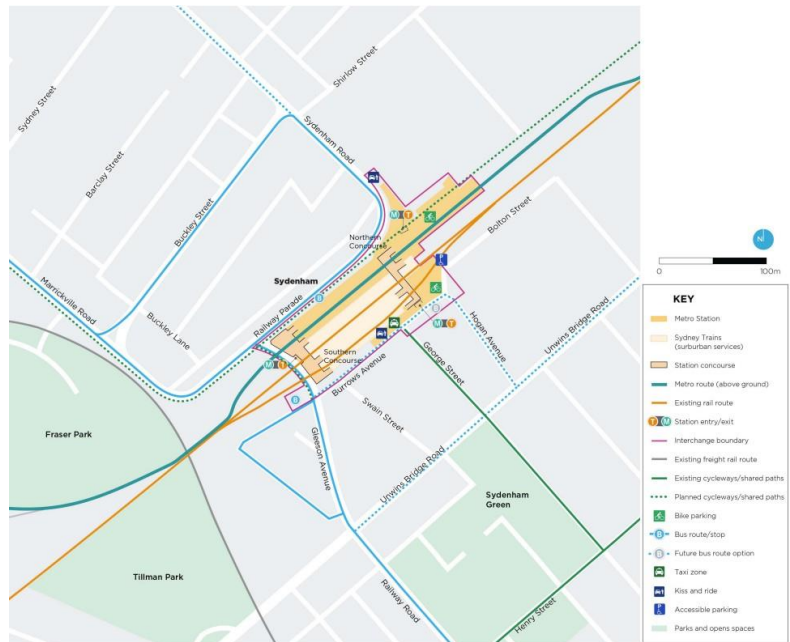 Shirlow Street
Sydney Street
Sydenham Road
Barclay Street
Buckley Street
Bolton Street
M T
Northern
Concourse
Sydenham
Marrickville Road
Railway Parade
B
Buckley Lane
B
M T
Hogan Avenue
Unwins Bridge Road
Southern
Concourse
M T
Burrows Avenue
George Street
B
Swain Street
Fraser Park
Gleeson Avenue
Unwins Bridge Road
Sydenham
Green
Tillman Park
Railway Road
Henry Street
N
0 100m
KEY
Metro Station
Sydney Trains
(surburban services)
Station concourse
Metro route (above ground)
Existing rail route
T M Station entry/exit
Interchange boundary
Existing freight rail route
Existing cycleways/shared paths
Planned cycleways/shared paths
Bike parking
B Bus route/stop
B Future bus route option
Taxi zone
Kiss and ride
Accessible parking
Parks and opens spaces